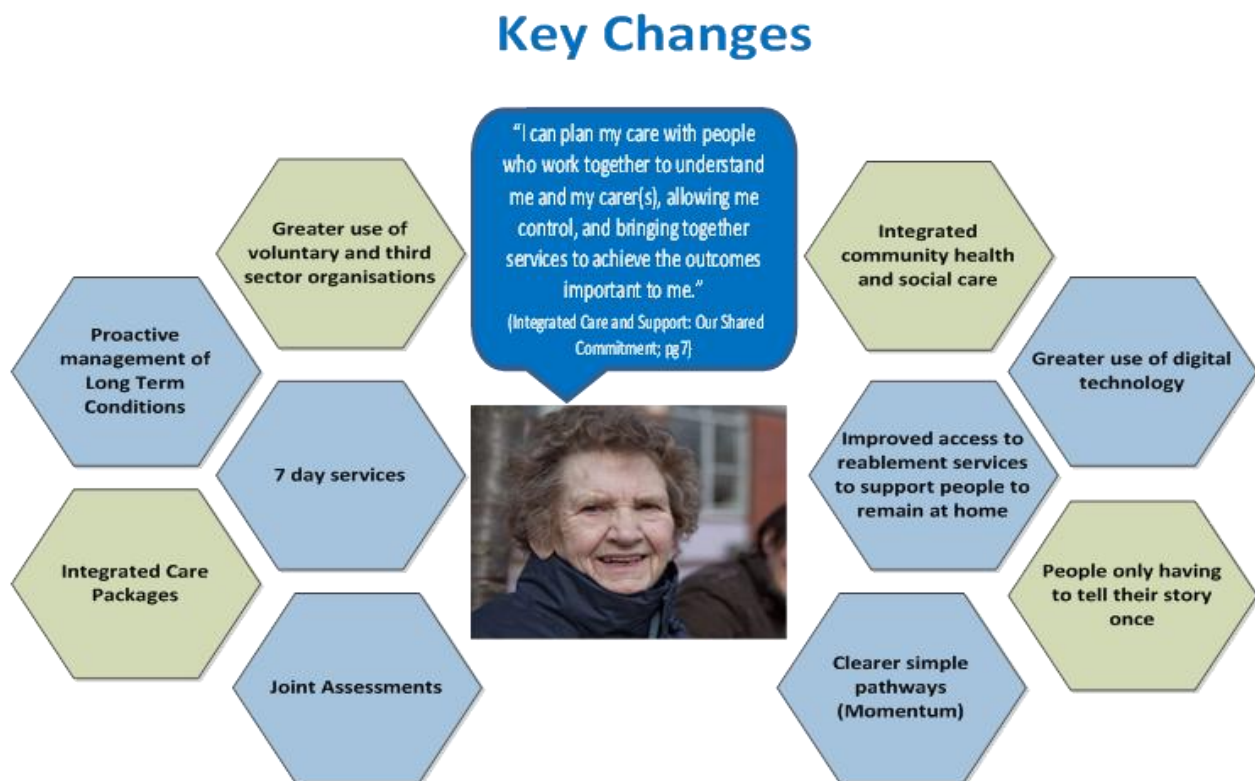 Key Changes
“I can plan my care with people
who work together to understand
me and my carer(s), allowing me
control, and bringing together
services to achieve the outcomes
important to me.”
(Integrated Care and Support: Our Shared
Commitment; pg7)
Greater use of
voluntary and third
sector organisations
Proactive
management of
Long Term
Conditions
7 day services
Integrated Care
Packages
Joint Assessments
Integrated
community health
and social care
Greater use of digital
technology
Improved access to
reablement services
to support people to
remain at home
People only having
to tell their story
once
Clearer simple
pathways
(Momentum)